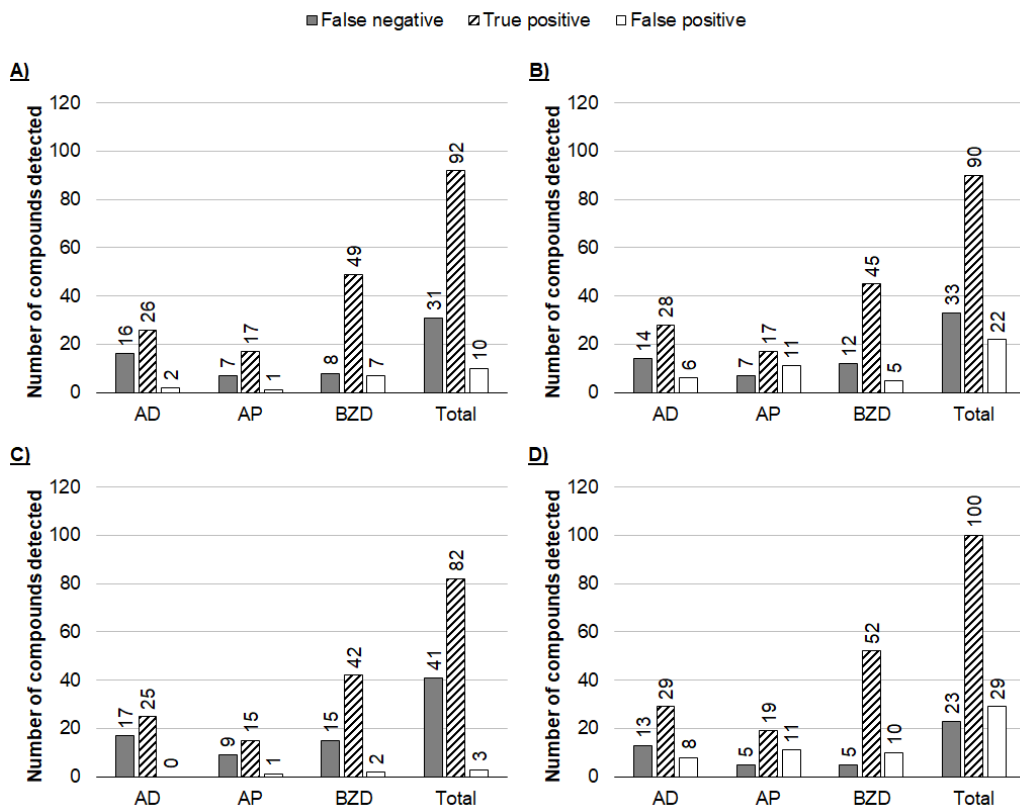 False negative True positive False positive
A)
Number of compounds detected
120
100
80
60
40
20
0
16 26 2
7 17 1
8 49 7
31 92 10
AD AP BZD Total
B)
Number of compounds detected
120
100
80
60
40
20
0
14 28 6
7 17 11
12 45 5
33 90 22
AD AP BZD Total
C)
Number of compounds detected
120
100
80
60
40
20
0
17 25 0
9 15 1
15 42 2
41 82 3
AD AP BZD Total
D)
Number of compounds detected
120
100
80
60
40
20
0
13 29 8
5 19 11
5 52 10
23 100 29
AD AP BZD Total